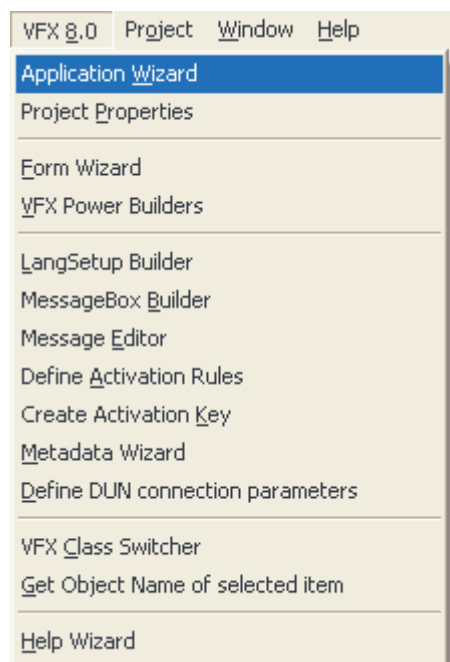 VFX 8.0 Project Window Help
Application Wizard
Project Properties
Form Wizard
VFX Power Builders
LangSetup Builder
MessageBox Builder
Message Editor
Define Activation Rules
Create Activation Key
Metadata Wizard
Define DUN connection parameters
VFX Class Switcher
Get Object Name of selected item
Help Wizard